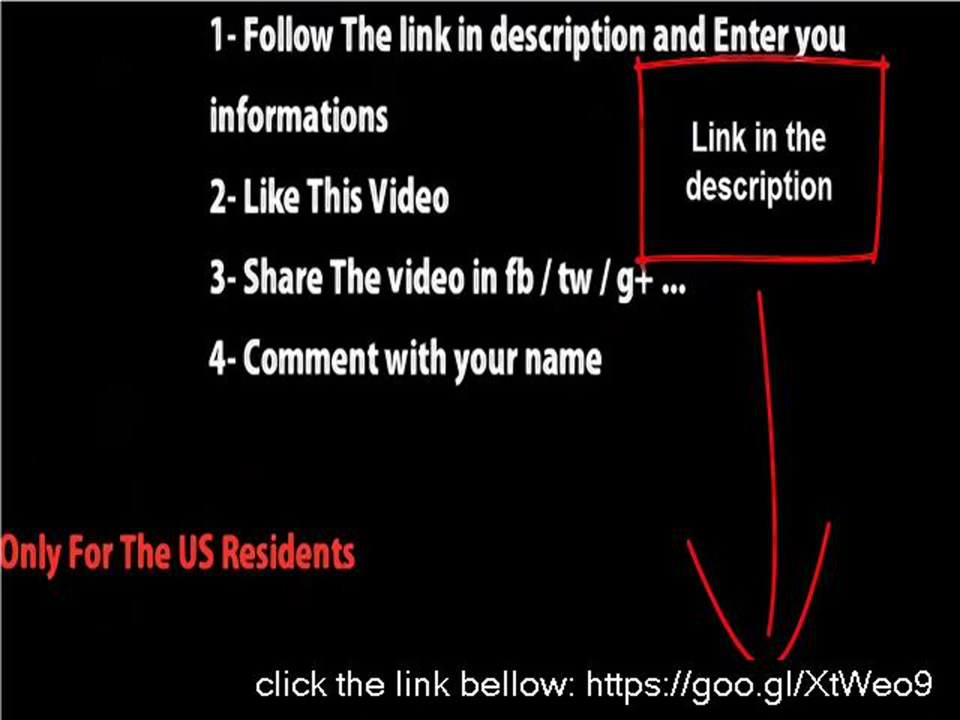 1- Follow The link in description and Enter you
informations
Link in the
description
2- Like This Video
3- Share The video in fb / tw / g+ ...
4- Comment with your name
Only For The US Residents
click the link bellow: https://goo.gl/XtWeo9